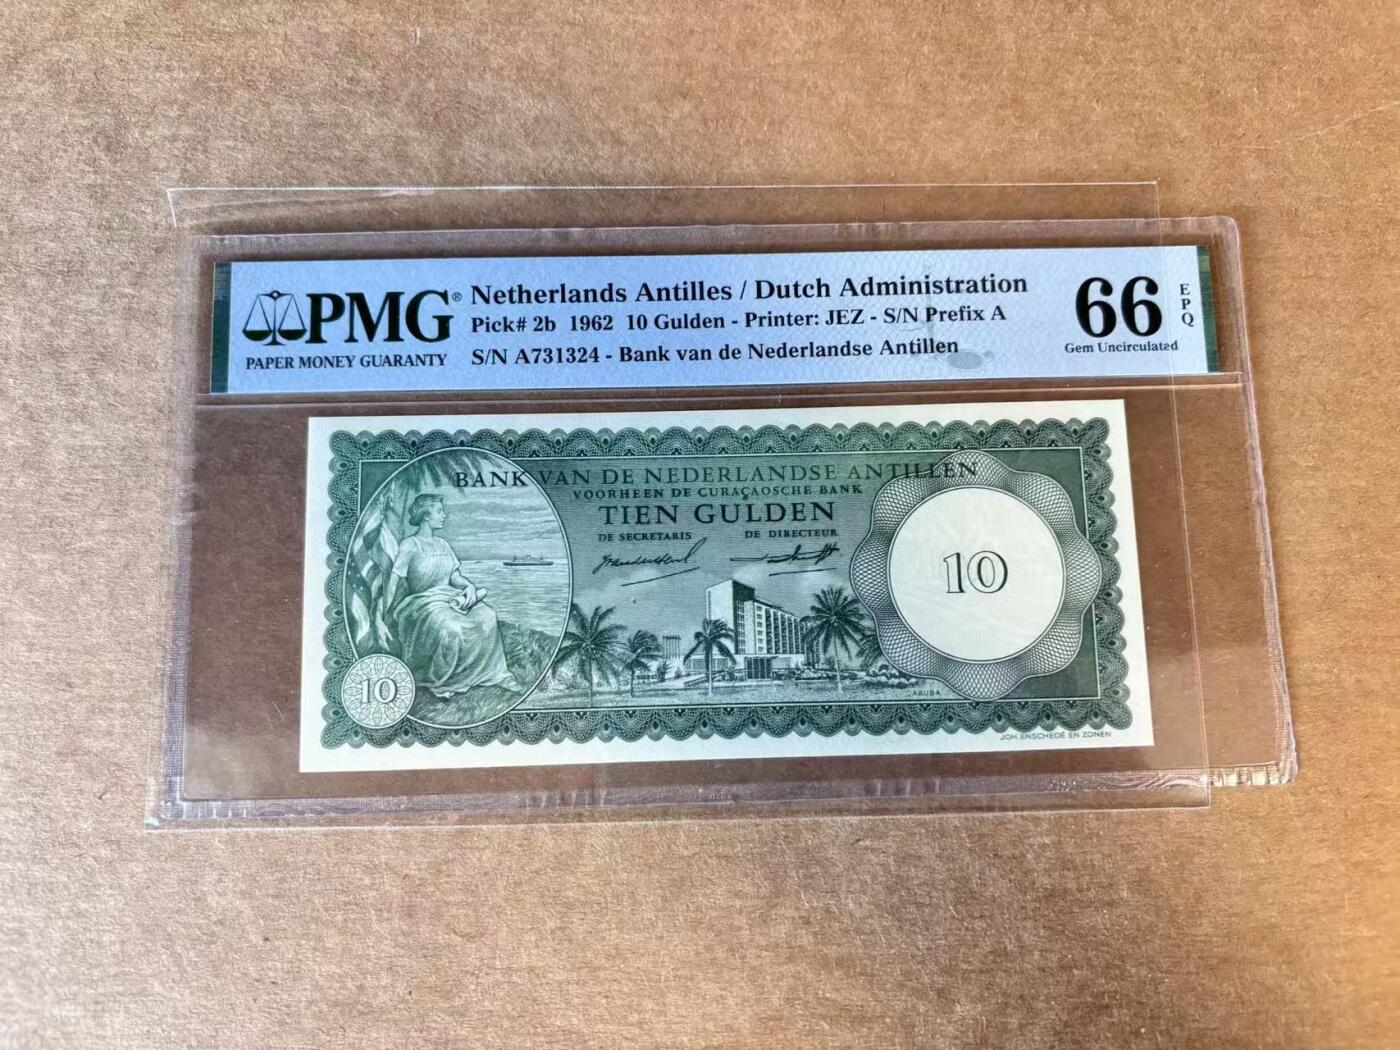 PMG®
PAPER MONEY GUARANTY
Netherlands Antilles / Dutch Administration
Pick# 2b 1962 10 Gulden - Printer: JEZ - S/N Prefix A
S/N A731324 - Bank van de Nederlandse Antillen
66
EPQ
Gem Uncirculated
BANK VAN DE NEDERLANDSE ANTILLEN
VOORHEEN DE CURAÇAOSCHE BANK
TIEN GULDEN
DE SECRETARIS DE DIRECTEUR
10
10
ARUBA
JOH. ENSCHEDÉ EN ZONEN